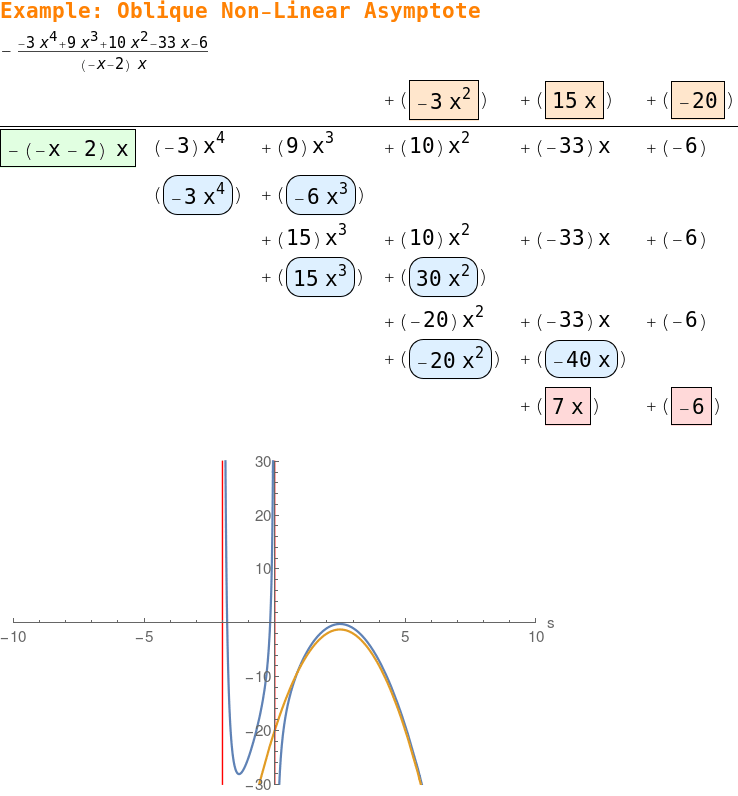 Example: Oblique Non-Linear Asymptote
- (-3 x^4+9 x^3+10 x^2-33 x-6)/((-x-2) x)
+(-3 x^2) +(15 x) +(-20)
-(-x-2) x (-3)x^4 +(9)x^3 +(10)x^2 +(-33)x +(-6)
(-3 x^4) +(-6 x^3)
+(15)x^3 +(10)x^2 +(-33)x +(-6)
+(15 x^3) +(30 x^2)
+(-20)x^2 +(-33)x +(-6)
+(-20 x^2) +(-40 x)
+(7 x) +(-6)
30
20
10
-10 -5 5 10 s
-10
-20
-30